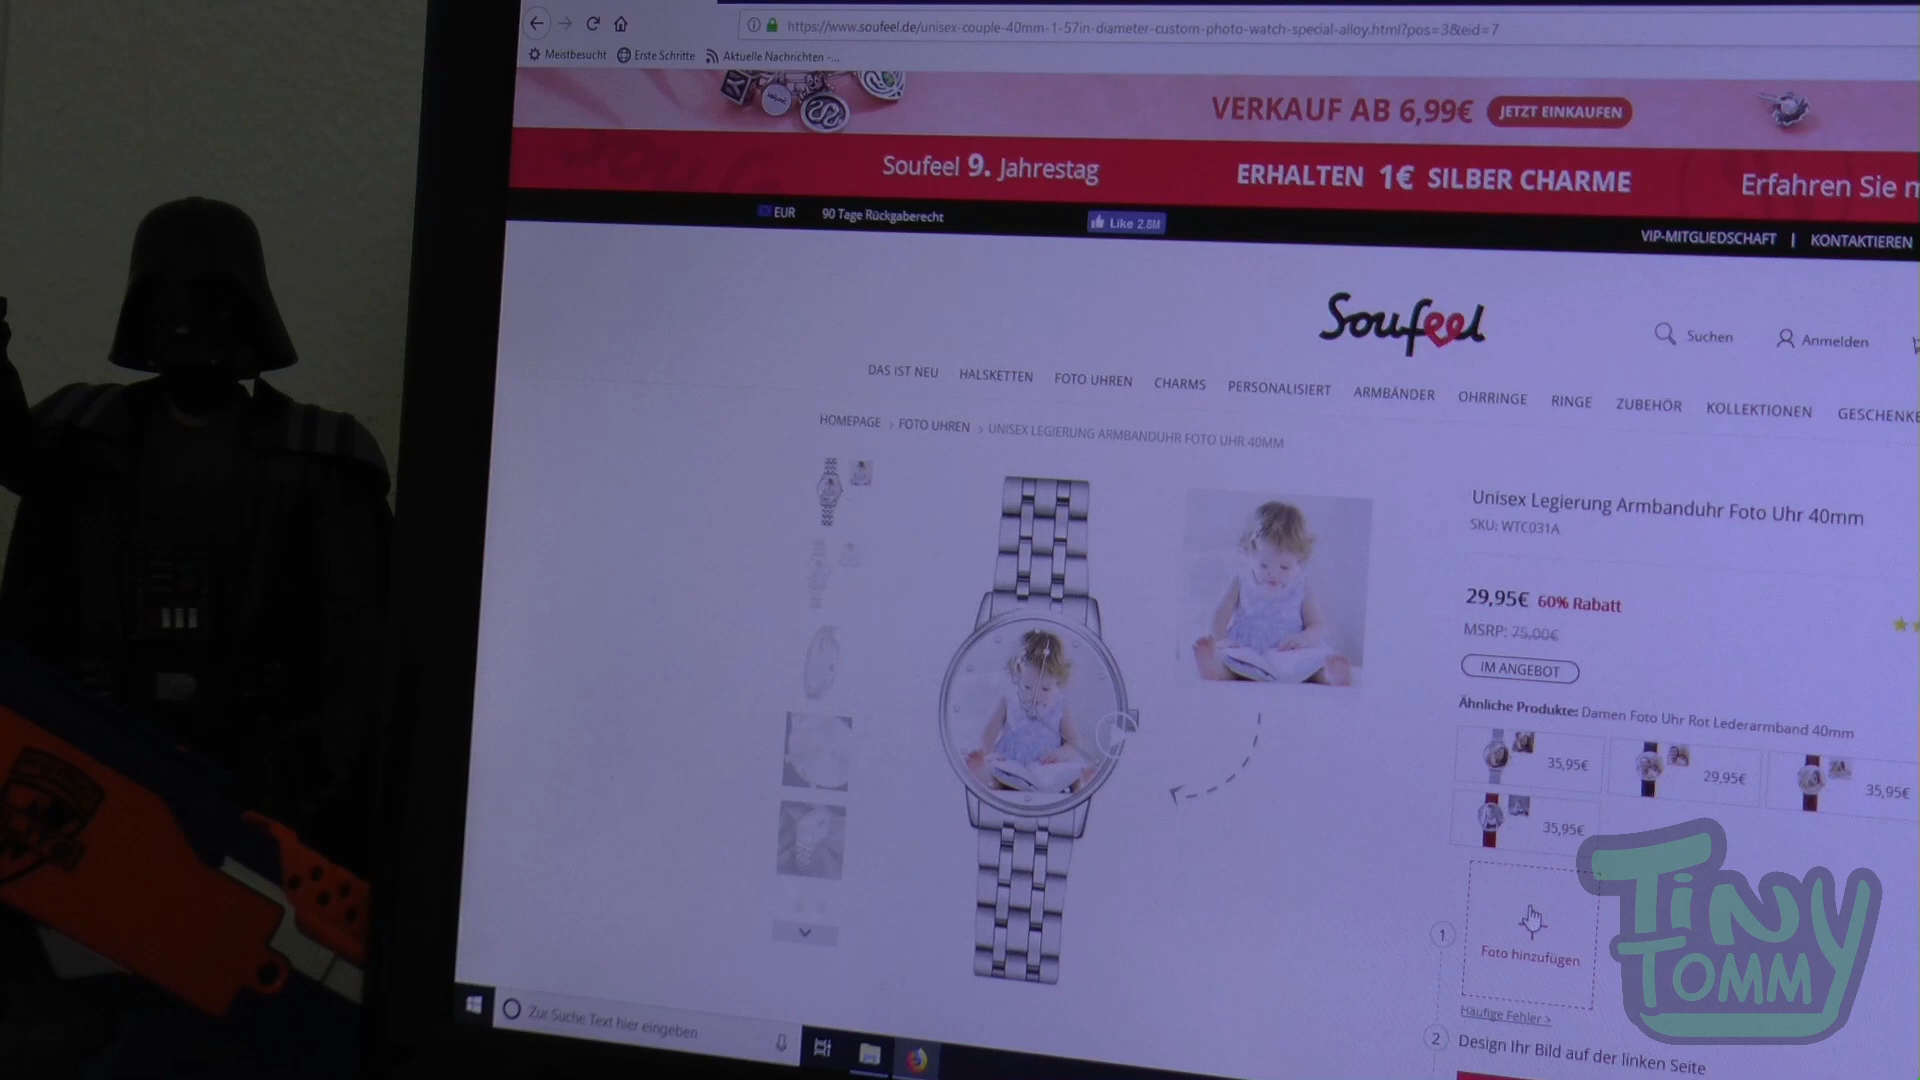 https://www.soufeel.de/unisex-couple-40mm-1-57in-diameter-custom-photo-watch-special-alloy.html?pos=3&eid=7
Meistbesucht Erste Schritte Aktuelle Nachrichten -...
VERKAUF AB 6,99€ JETZT EINKAUFEN
Soufeel 9. Jahrestag ERHALTEN 1€ SILBER CHARME Erfahren Sie
EUR 90 Tage Rückgaberecht Like 2.8M
VIP-MITGLIEDSCHAFT | KONTAKTIEREN
Soufeel
Suchen Anmelden
DAS IST NEU HALSKETTEN FOTO UHREN CHARMS PERSONALISIERT ARMBÄNDER OHRRINGE RINGE ZUBEHÖR KOLLEKTIONEN GESCHENKE
HOMEPAGE > FOTO UHREN > UNISEX LEGIERUNG ARMBANDUHR FOTO UHR 40MM
Unisex Legierung Armbanduhr Foto Uhr 40mm
SKU: WTC031A
29,95€ 60% Rabatt
MSRP: 75,00€
IM ANGEBOT
Ähnliche Produkte: Damen Foto Uhr Rot Lederarmband 40mm
35,95€ 29,95€ 35,95€
35,95€
1 Foto hinzufügen
Häufige Fehler >
2 Design Ihr Bild auf der linken Seite
Zur Suche Text hier eingeben
TiNY
TOMMY